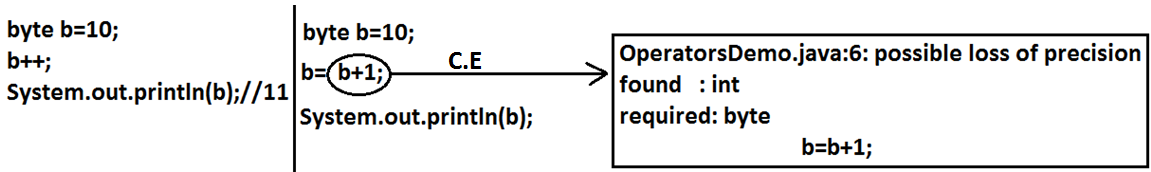 byte b=10;
b++;
System.out.println(b);//11
byte b=10;
b= b+1;
System.out.println(b);
C.E
OperatorsDemo.java:6: possible loss of precision
found   : int
required: byte
b=b+1;